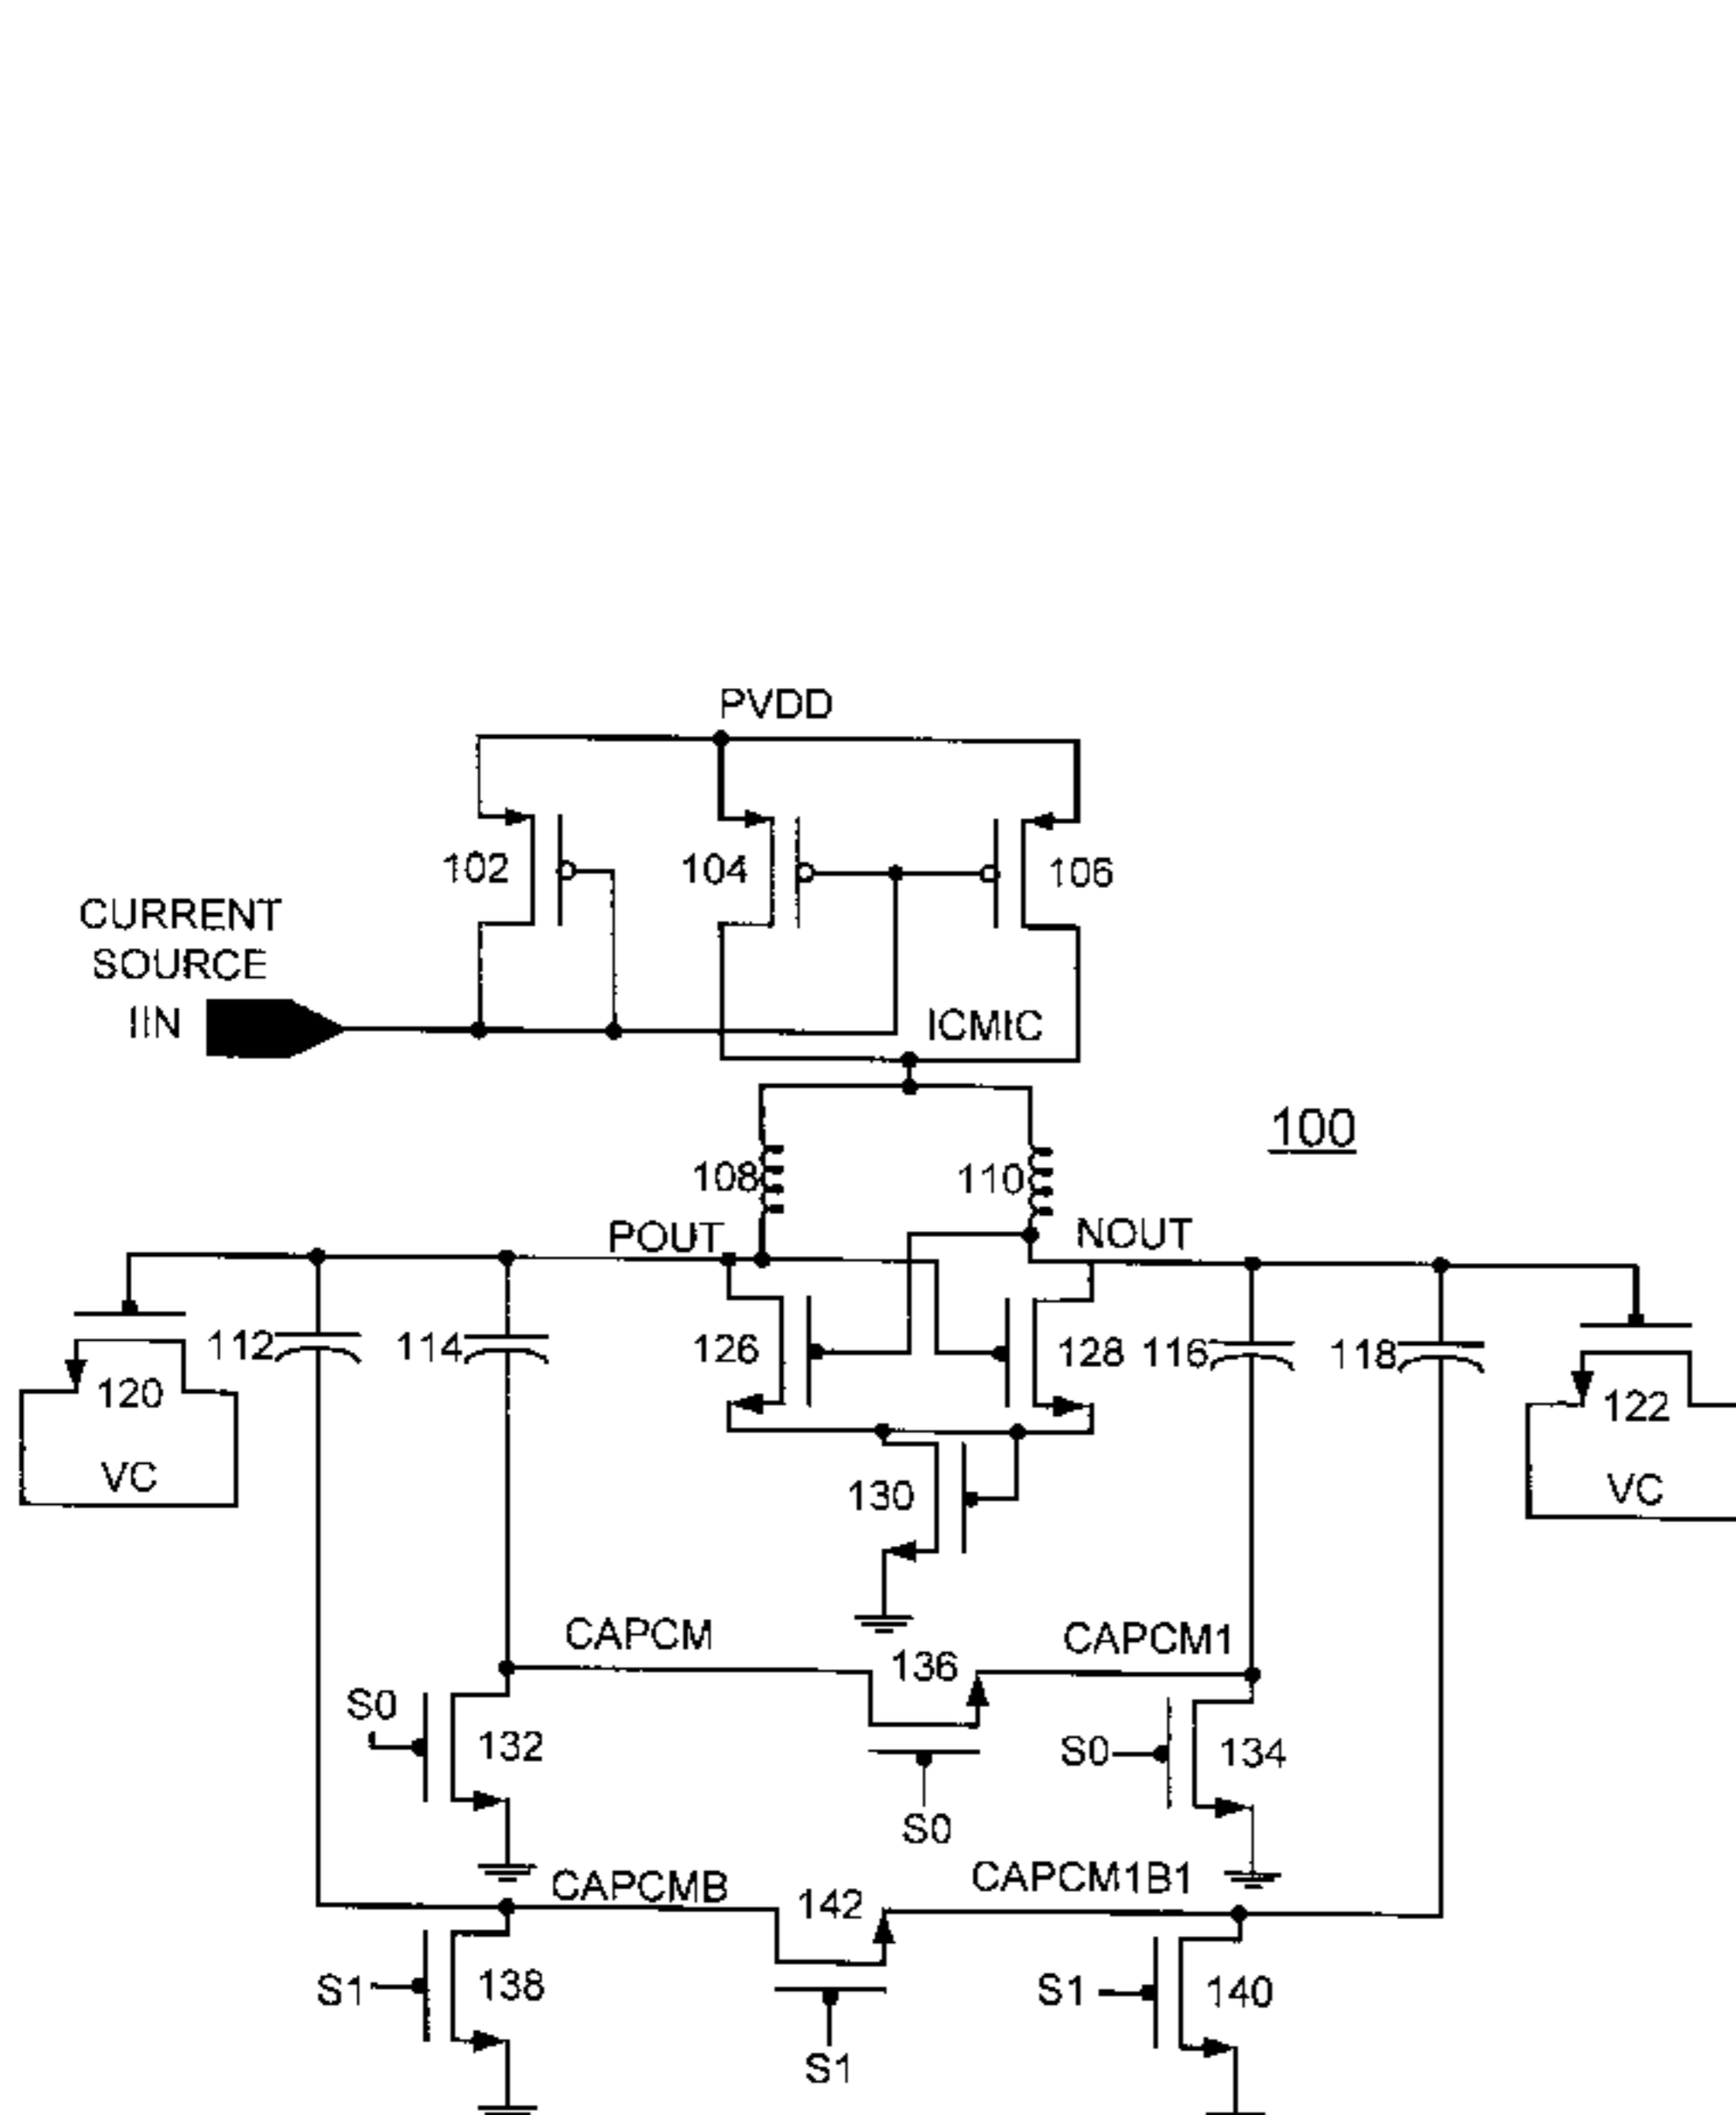 PVDD
102
104
106
CURRENT
SOURCE
IIN
ICMIC
100
108
110
POUT
NOUT
112
114
126
128
116
118
120
122
VC
VC
130
CAPCM
CAPCM1
136
S0
132
S0
134
S0
CAPCMB
142
CAPCM1B1
S1
138
S1
140
S1